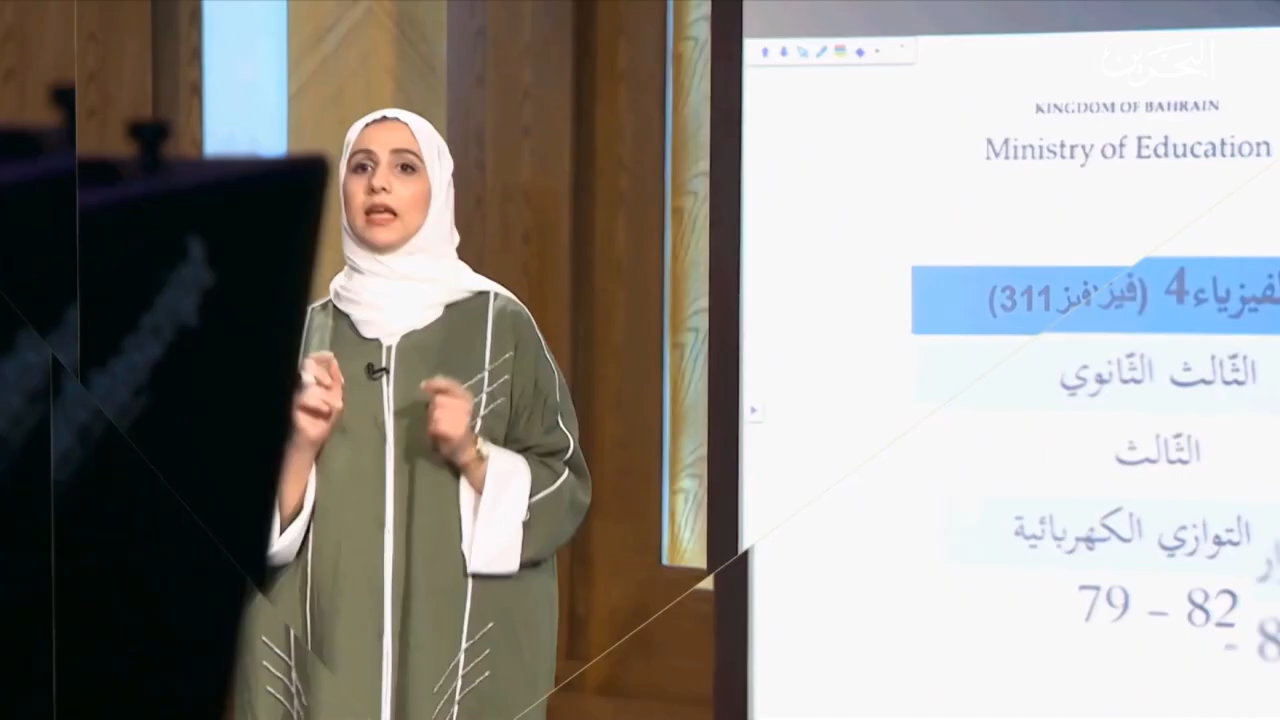 البحرين
KINGDOM OF BAHRAIN
Ministry of Education
لفيزياء 4 (فيز 311)
الثّالث الثّانوي
الثّالث
التوازي الكهربائية
79 – 82